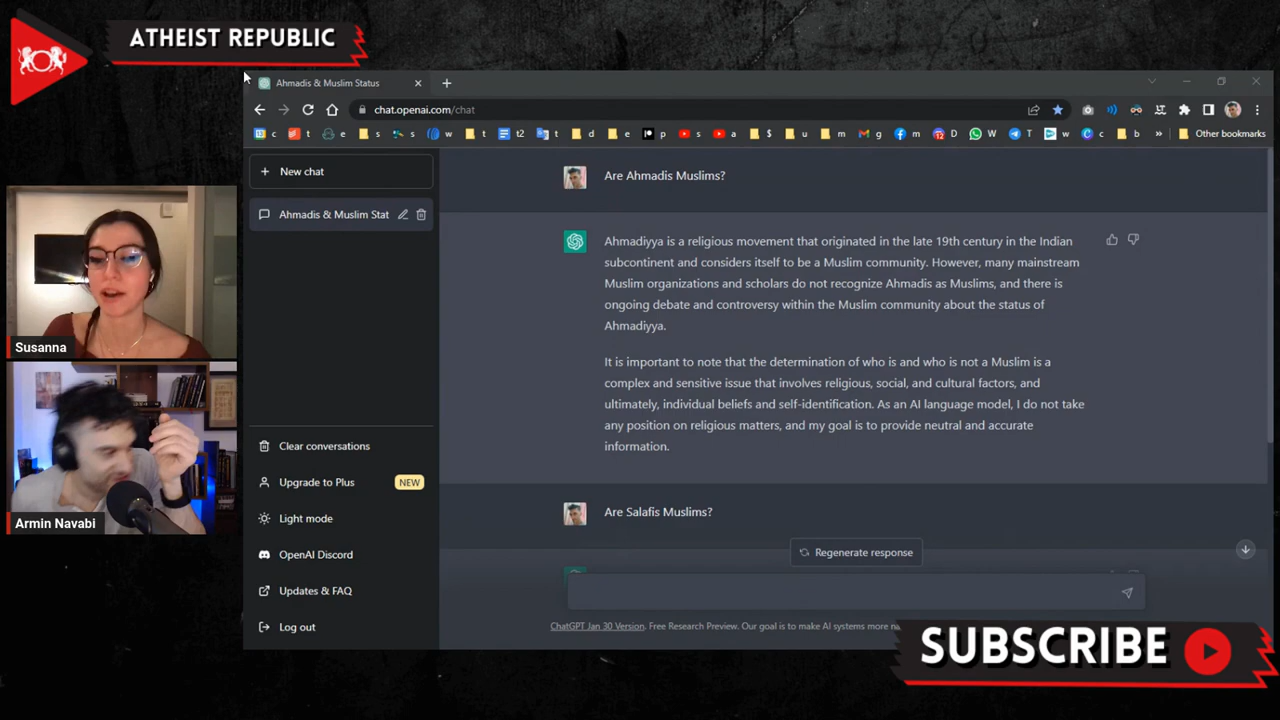 ATHEIST REPUBLIC
Ahmadis & Muslim Status
chat.openai.com/chat
c t e s s w t t2 t d e p s a $ u m g m D W T w c b » Other bookmarks
+ New chat
Ahmadis & Muslim Stat
Clear conversations
Upgrade to Plus NEW
Light mode
OpenAI Discord
Updates & FAQ
Log out
Are Ahmadis Muslims?
Ahmadiyya is a religious movement that originated in the late 19th century in the Indian
subcontinent and considers itself to be a Muslim community. However, many mainstream
Muslim organizations and scholars do not recognize Ahmadis as Muslims, and there is
ongoing debate and controversy within the Muslim community about the status of
Ahmadiyya.
It is important to note that the determination of who is and who is not a Muslim is a
complex and sensitive issue that involves religious, social, and cultural factors, and
ultimately, individual beliefs and self-identification. As an AI language model, I do not take
any position on religious matters, and my goal is to provide neutral and accurate
information.
Are Salafis Muslims?
Regenerate response
ChatGPT Jan 30 Version. Free Research Preview. Our goal is to make AI systems more
Susanna
Armin Navabi
SUBSCRIBE